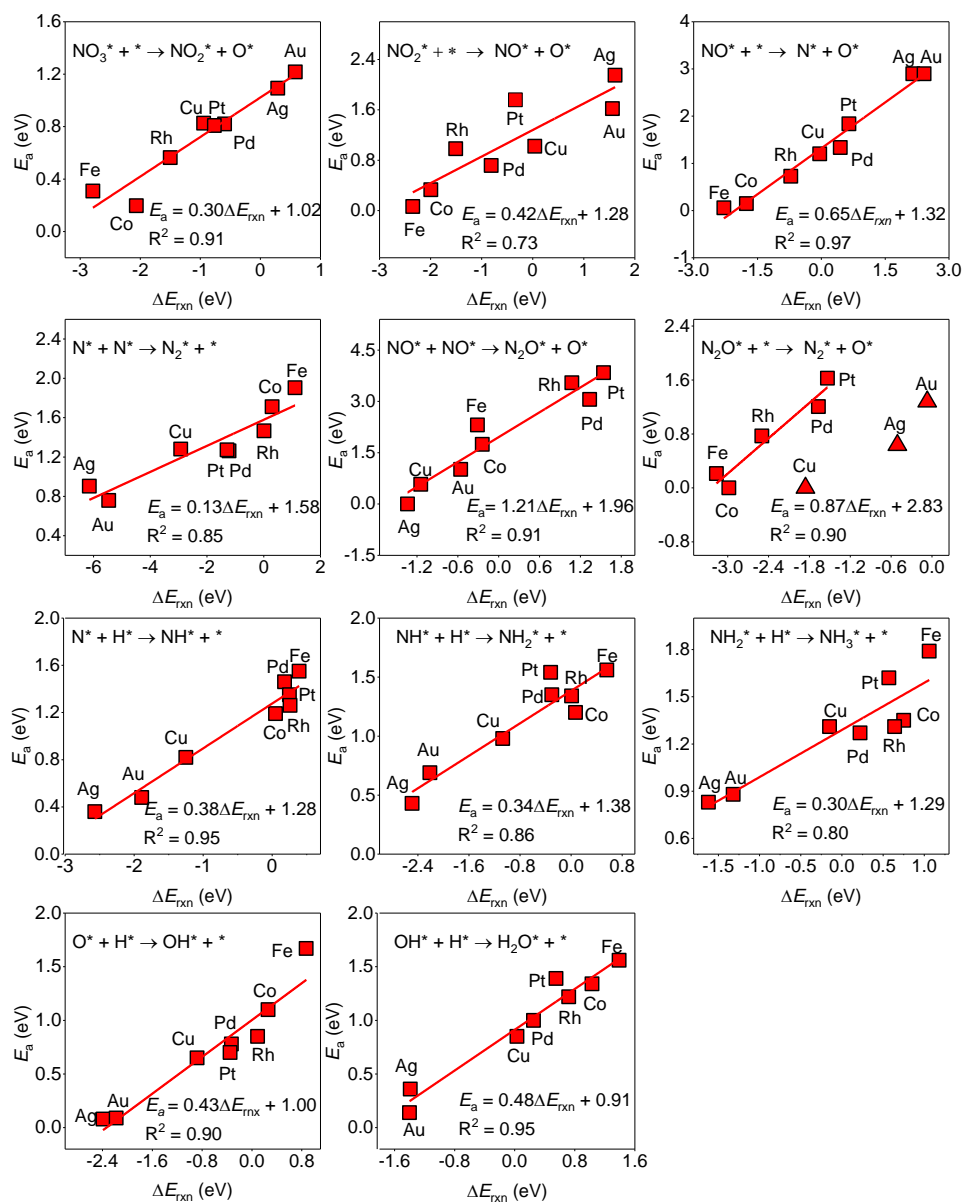 NO3* + * → NO2* + O*
Au
Ag
Cu Pt
Pd
Rh
Fe
Co
Ea = 0.30ΔErxn + 1.02
R² = 0.91
1.6
1.2
0.8
0.4
0.0
Ea (eV)
-3 -2 -1 0 1
ΔErxn (eV)
NO2* + * → NO* + O*
Ag
Au
Pt
Cu
Rh
Pd
Co
Fe
Ea = 0.42ΔErxn + 1.28
R² = 0.73
2.4
1.6
0.8
0.0
Ea (eV)
-3 -2 -1 0 1 2
ΔErxn (eV)
NO* + * → N* + O*
Ag Au
Pt
Cu
Pd
Rh
Co
Fe
Ea = 0.65ΔErxn + 1.32
R² = 0.97
4
3
2
1
0
-1
Ea (eV)
-3.0 -1.5 0.0 1.5 3.0
ΔErxn (eV)
N* + N* → N2* + *
Fe
Co
Rh
Cu
Pt Pd
Ag
Au
Ea = 0.13ΔErxn + 1.58
R² = 0.85
2.4
2.0
1.6
1.2
0.8
0.4
Ea (eV)
-6 -4 -2 0 2
ΔErxn (eV)
NO* + NO* → N2O* + O*
Rh
Pt
Pd
Fe
Co
Cu
Au
Ag
Ea = 1.21ΔErxn + 1.96
R² = 0.91
4.5
3.0
1.5
0.0
-1.5
Ea (eV)
-1.2 -0.6 0.0 0.6 1.2 1.8
ΔErxn (eV)
N2O* + * → N2* + O*
Pt
Pd
Rh
Fe
Co
Au
Ag
Cu
Ea = 0.87ΔErxn + 2.83
R² = 0.90
2.4
1.6
0.8
0.0
-0.8
Ea (eV)
-3.0 -2.4 -1.8 -1.2 -0.6 0.0
ΔErxn (eV)
N* + H* → NH* + *
Pd Fe
Pt
Rh
Co
Cu
Au
Ag
Ea = 0.38ΔErxn + 1.28
R² = 0.95
2.0
1.6
1.2
0.8
0.4
0.0
Ea (eV)
-3 -2 -1 0
ΔErxn (eV)
NH* + H* → NH2* + *
Fe
Pt
Rh
Pd
Co
Cu
Au
Ag
Ea = 0.34ΔErxn + 1.38
R² = 0.86
2.0
1.5
1.0
0.5
0.0
Ea (eV)
-2.4 -1.6 -0.8 0.0 0.8
ΔErxn (eV)
NH2* + H* → NH3* + *
Fe
Pt
Co
Cu
Rh
Pd
Ag
Au
Ea = 0.30ΔErxn + 1.29
R² = 0.80
1.8
1.5
1.2
0.9
0.6
Ea (eV)
-1.5 -1.0 -0.5 0.0 0.5 1.0
ΔErxn (eV)
O* + H* → OH* + *
Fe
Co
Pd
Cu
Rh
Pt
Au
Ag
Ea = 0.43ΔErnx + 1.00
R² = 0.90
2.0
1.5
1.0
0.5
0.0
Ea (eV)
-2.4 -1.6 -0.8 0.0 0.8
ΔErxn (eV)
OH* + H* → H2O* + *
Fe
Pt
Co
Rh
Pd
Cu
Ag
Au
Ea = 0.48ΔErxn + 0.91
R² = 0.95
2.0
1.5
1.0
0.5
0.0
Ea (eV)
-1.6 -0.8 0.0 0.8 1.6
ΔErxn (eV)